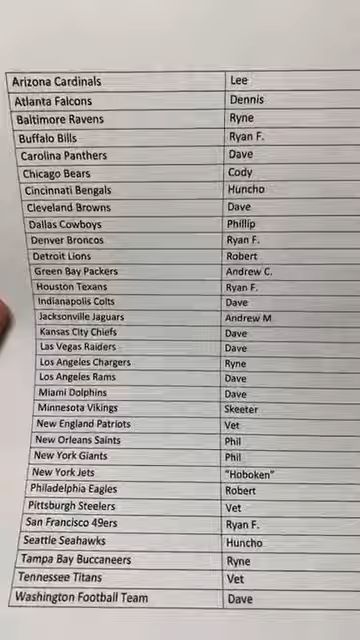 Arizona Cardinals Lee
Atlanta Falcons Dennis
Baltimore Ravens Ryne
Buffalo Bills Ryan F.
Carolina Panthers Dave
Chicago Bears Cody
Cincinnati Bengals Huncho
Cleveland Browns Dave
Dallas Cowboys Phillip
Denver Broncos Ryan F.
Detroit Lions Robert
Green Bay Packers Andrew C.
Houston Texans Ryan F.
Indianapolis Colts Dave
Jacksonville Jaguars Andrew M
Kansas City Chiefs Dave
Las Vegas Raiders Dave
Los Angeles Chargers Ryne
Los Angeles Rams Dave
Miami Dolphins Dave
Minnesota Vikings Skeeter
New England Patriots Vet
New Orleans Saints Phil
New York Giants Phil
New York Jets "Hoboken"
Philadelphia Eagles Robert
Pittsburgh Steelers Vet
San Francisco 49ers Ryan F.
Seattle Seahawks Huncho
Tampa Bay Buccaneers Ryne
Tennessee Titans Vet
Washington Football Team Dave